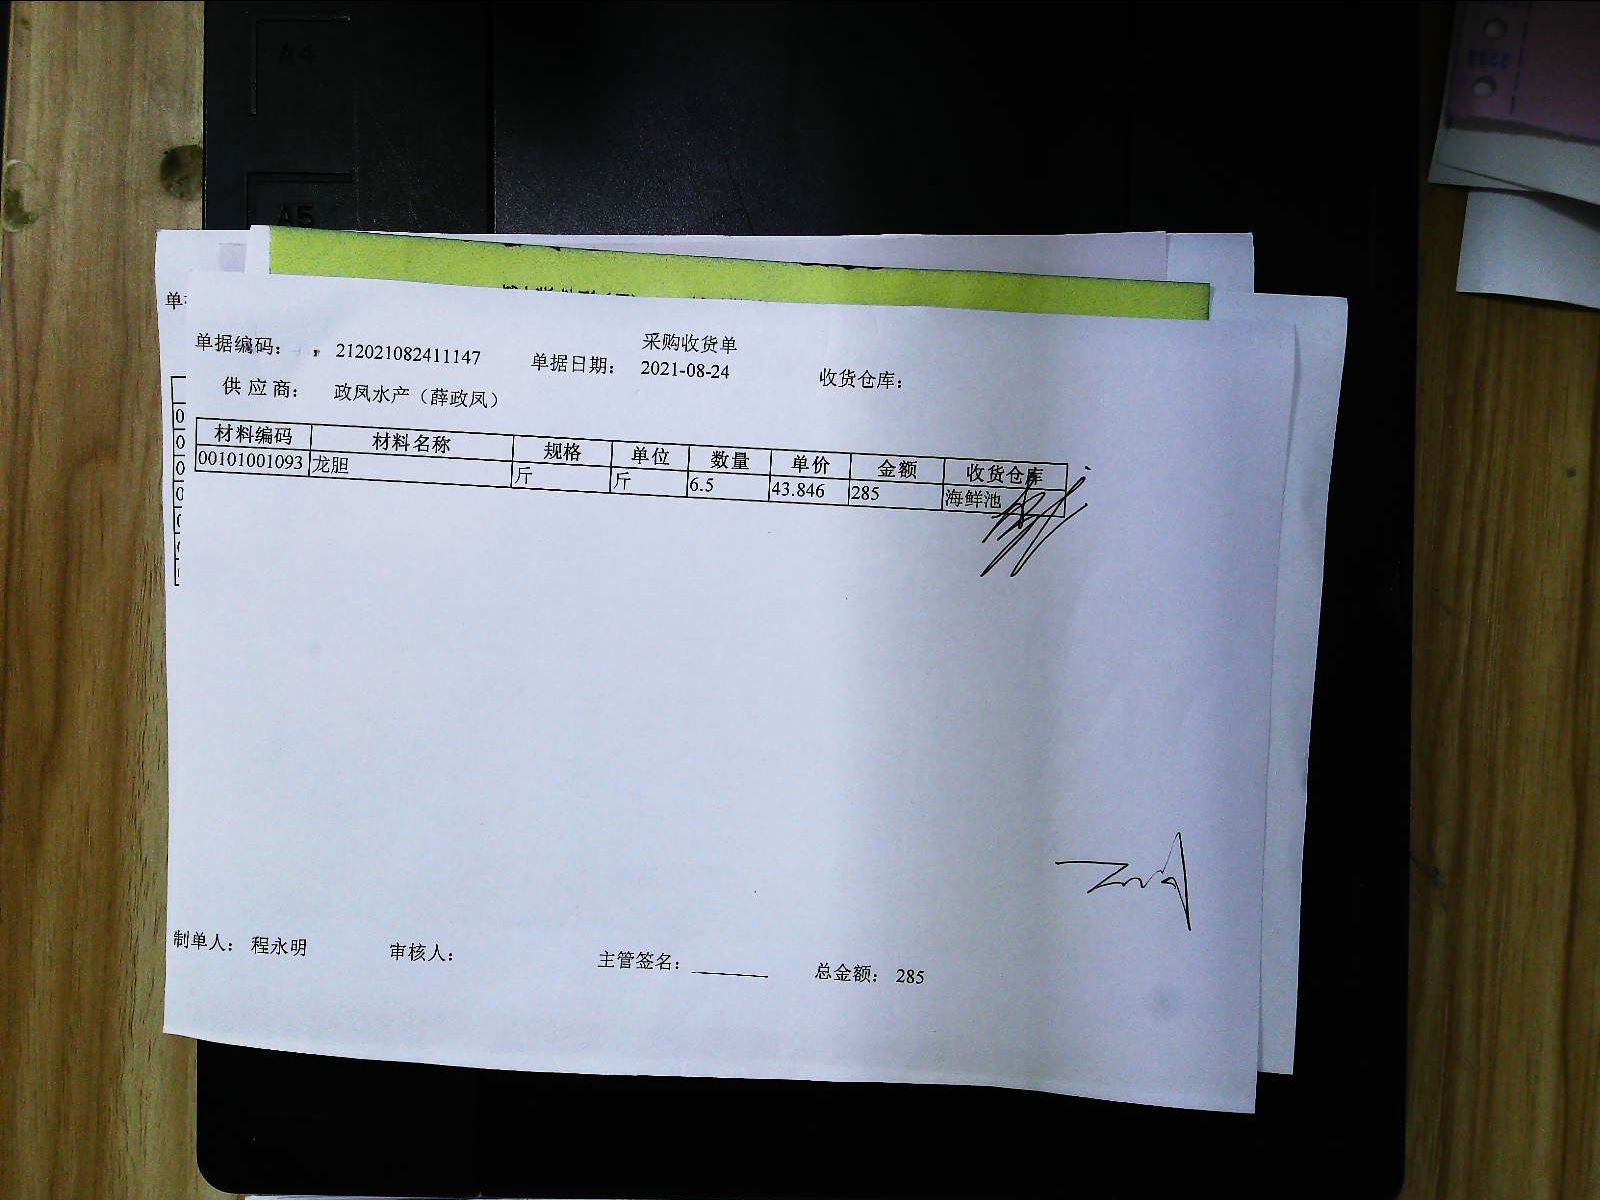 A4
A5
采购收货单
单据编码: 212021082411147 单据日期: 2021-08-24 收货仓库:
供应商: 政凤水产（薛政凤）
材料编码 材料名称 规格 单位 数量 单价 金额 收货仓库
00101001093 龙胆 斤 斤 6.5 43.846 285 海鲜池
制单人: 程永明 审核人: 主管签名: 总金额: 285